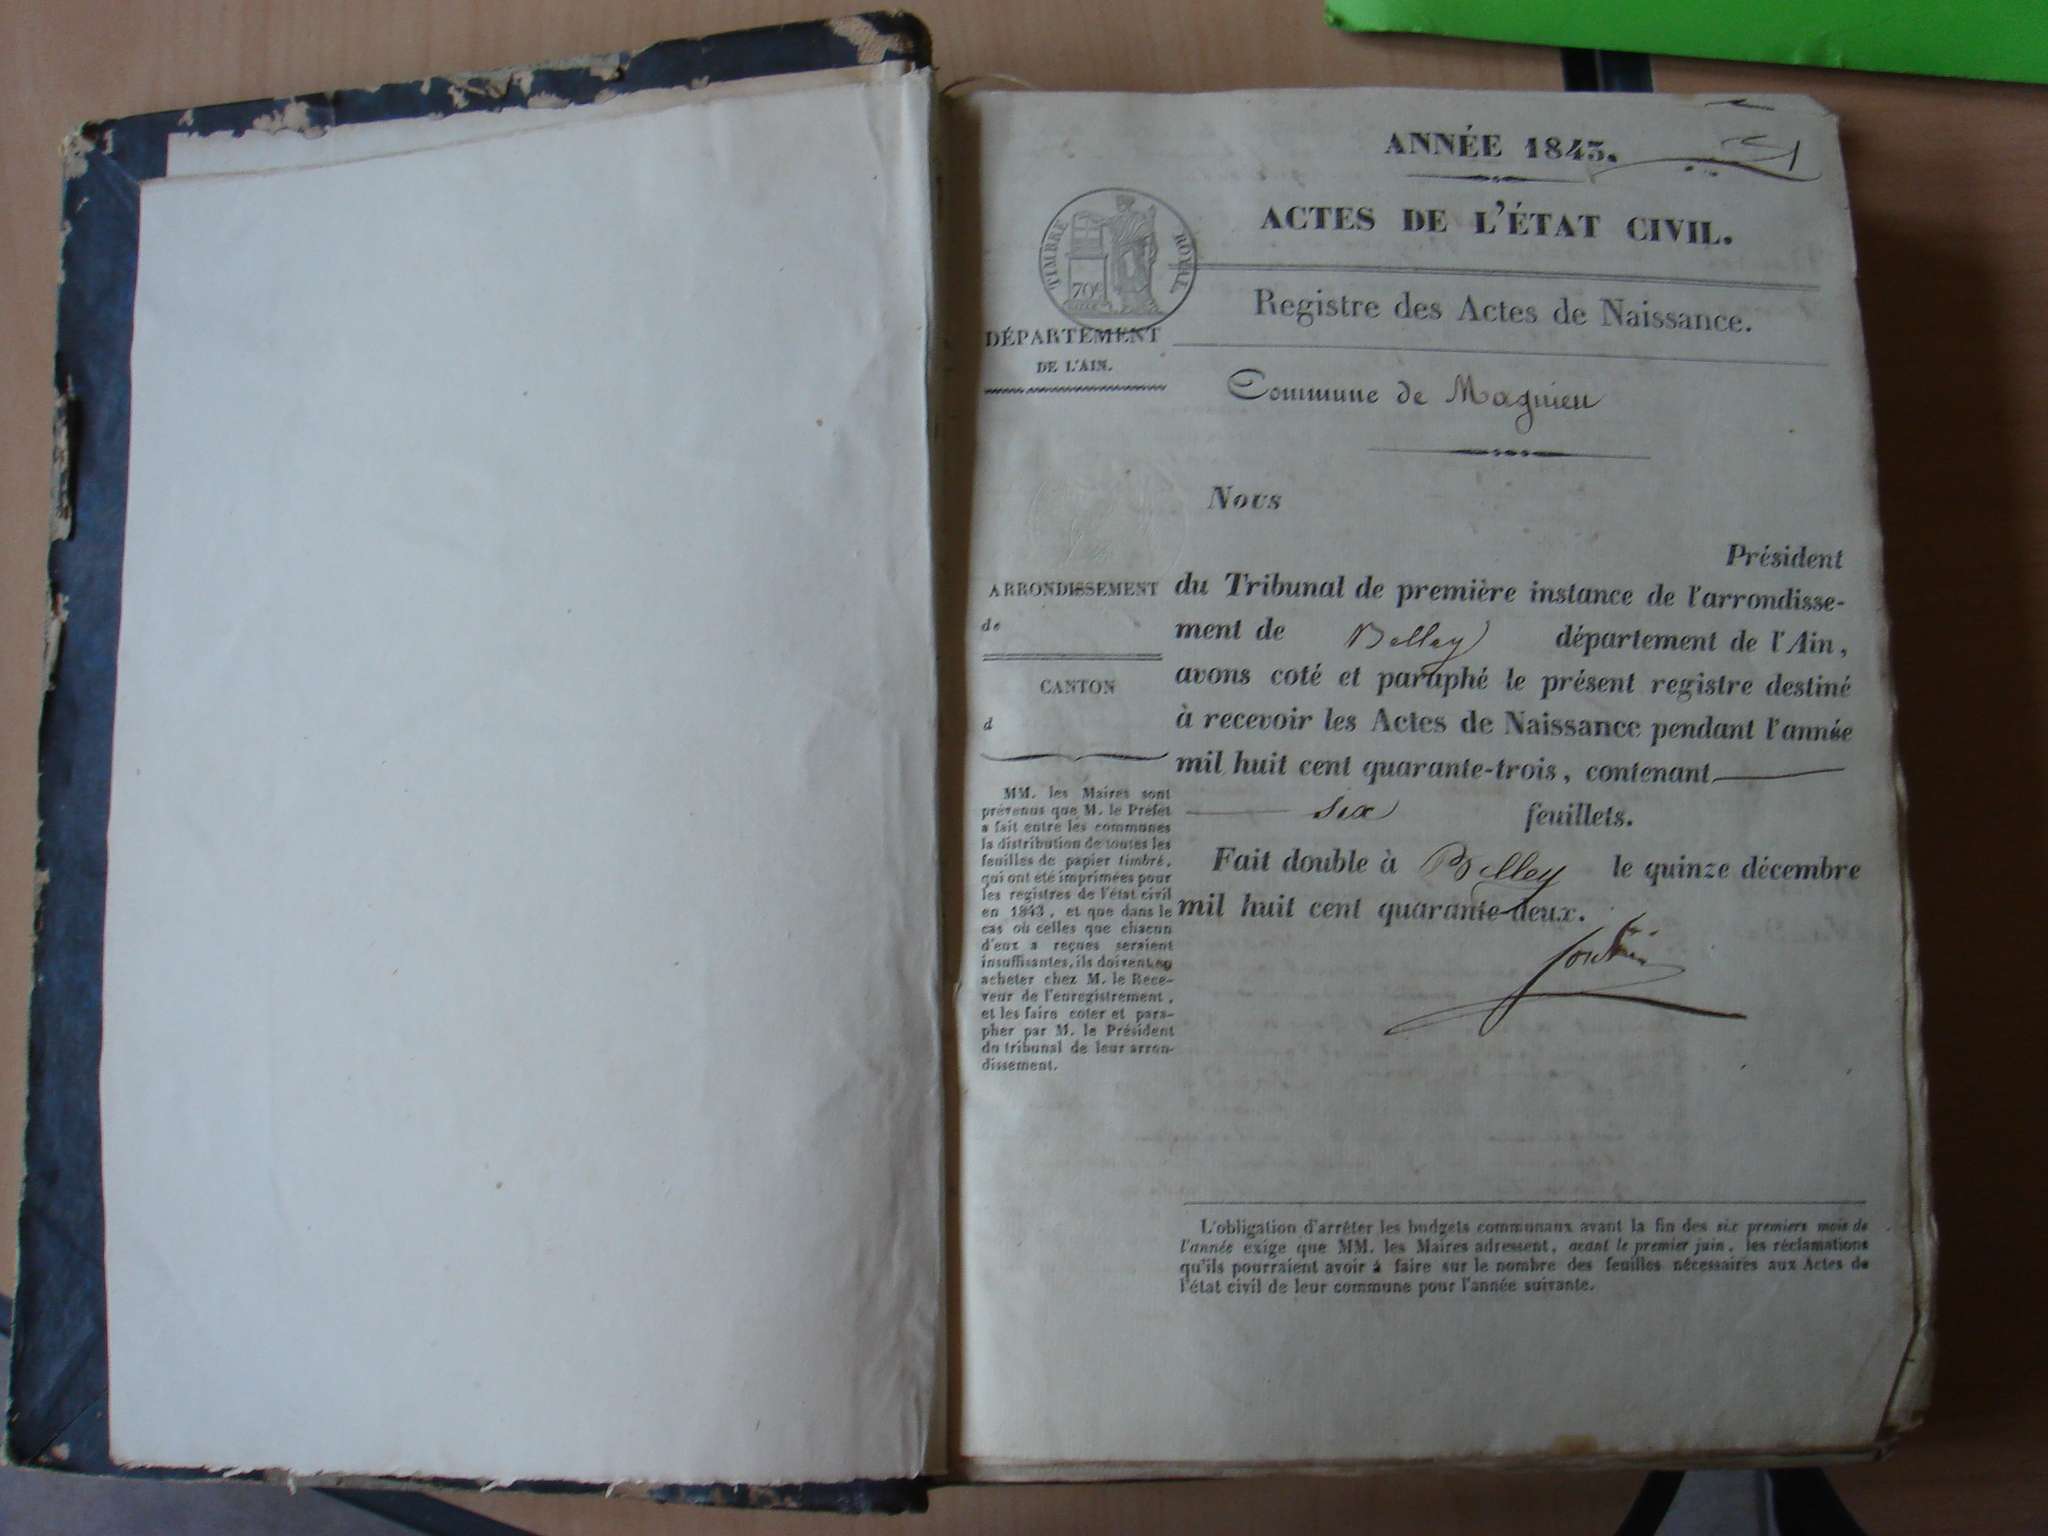 ANNÉE 1843.
ACTES DE L'ÉTAT CIVIL.
TIMBRE ROYAL
70c
Registre des Actes de Naissance.
DÉPARTEMENT
DE L'AIN.
Commune de Magnieu
Nous
Président
du Tribunal de première instance de l'arrondisse-
ment de Belley département de l'Ain,
avons coté et paraphé le présent registre destiné
à recevoir les Actes de Naissance pendant l'année
mil huit cent quarante-trois, contenant
six feuillets.
Fait double à Belley le quinze décembre
mil huit cent quarante-deux.
ARRONDISSEMENT
de
CANTON
d
MM. les Maires sont
prévenus que M. le Préfet
a fait entre les communes
la distribution de toutes les
feuilles de papier timbré,
qui ont été imprimées pour
les registres de l'état civil
en 1843, et que dans le
cas où celles que chacun
d'eux a reçues seraient
insuffisantes, ils doivent en
acheter chez M. le Rece-
veur de l'enregistrement,
et les faire coter et para-
pher par M. le Président
du tribunal de leur arron-
dissement.
L'obligation d'arrêter les budgets communaux avant la fin des six premiers mois de
l'année exige que MM. les Maires adressent, avant le premier juin, les réclamations
qu'ils pourraient avoir à faire sur le nombre des feuilles nécessaires aux Actes de
l'état civil de leur commune pour l'année suivante.